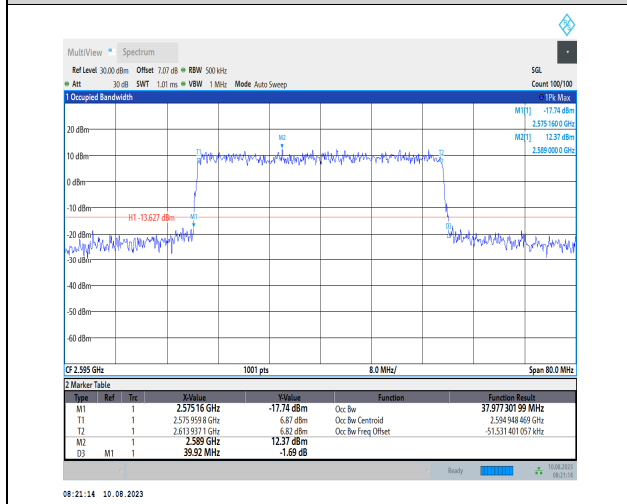 MultiView Spectrum
Ref Level 30.00 dBm Offset 7.07 dB RBW 500 kHz SGL
Att 30 dB SWT 1.01 ms VBW 1 MHz Mode Auto Sweep Count 100/100
1 Occupied Bandwidth 1Pk Max
M1[1] -17.74 dBm
2.575 160 0 GHz
M2[1] 12.37 dBm
2.589 000 0 GHz
20 dBm
M2
T1 T2
10 dBm
0 dBm
-10 dBm
H1 -13.627 dBm M1
-20 dBm D3
-30 dBm
-40 dBm
-50 dBm
-60 dBm
CF 2.595 GHz 1001 pts 8.0 MHz/ Span 80.0 MHz
2 Marker Table
Type Ref Trc X-Value Y-Value Function Function Result
M1 1 2.57516 GHz -17.74 dBm Occ Bw 37.977 301 99 MHz
T1 1 2.575 959 8 GHz 6.87 dBm Occ Bw Centroid 2.594 948 469 GHz
T2 1 2.613 937 1 GHz 6.82 dBm Occ Bw Freq Offset -51.531 401 057 kHz
M2 1 2.589 GHz 12.37 dBm
D3 M1 1 39.92 MHz -1.69 dB
Ready 10.08.2023
08:21:14
08:21:14 10.08.2023